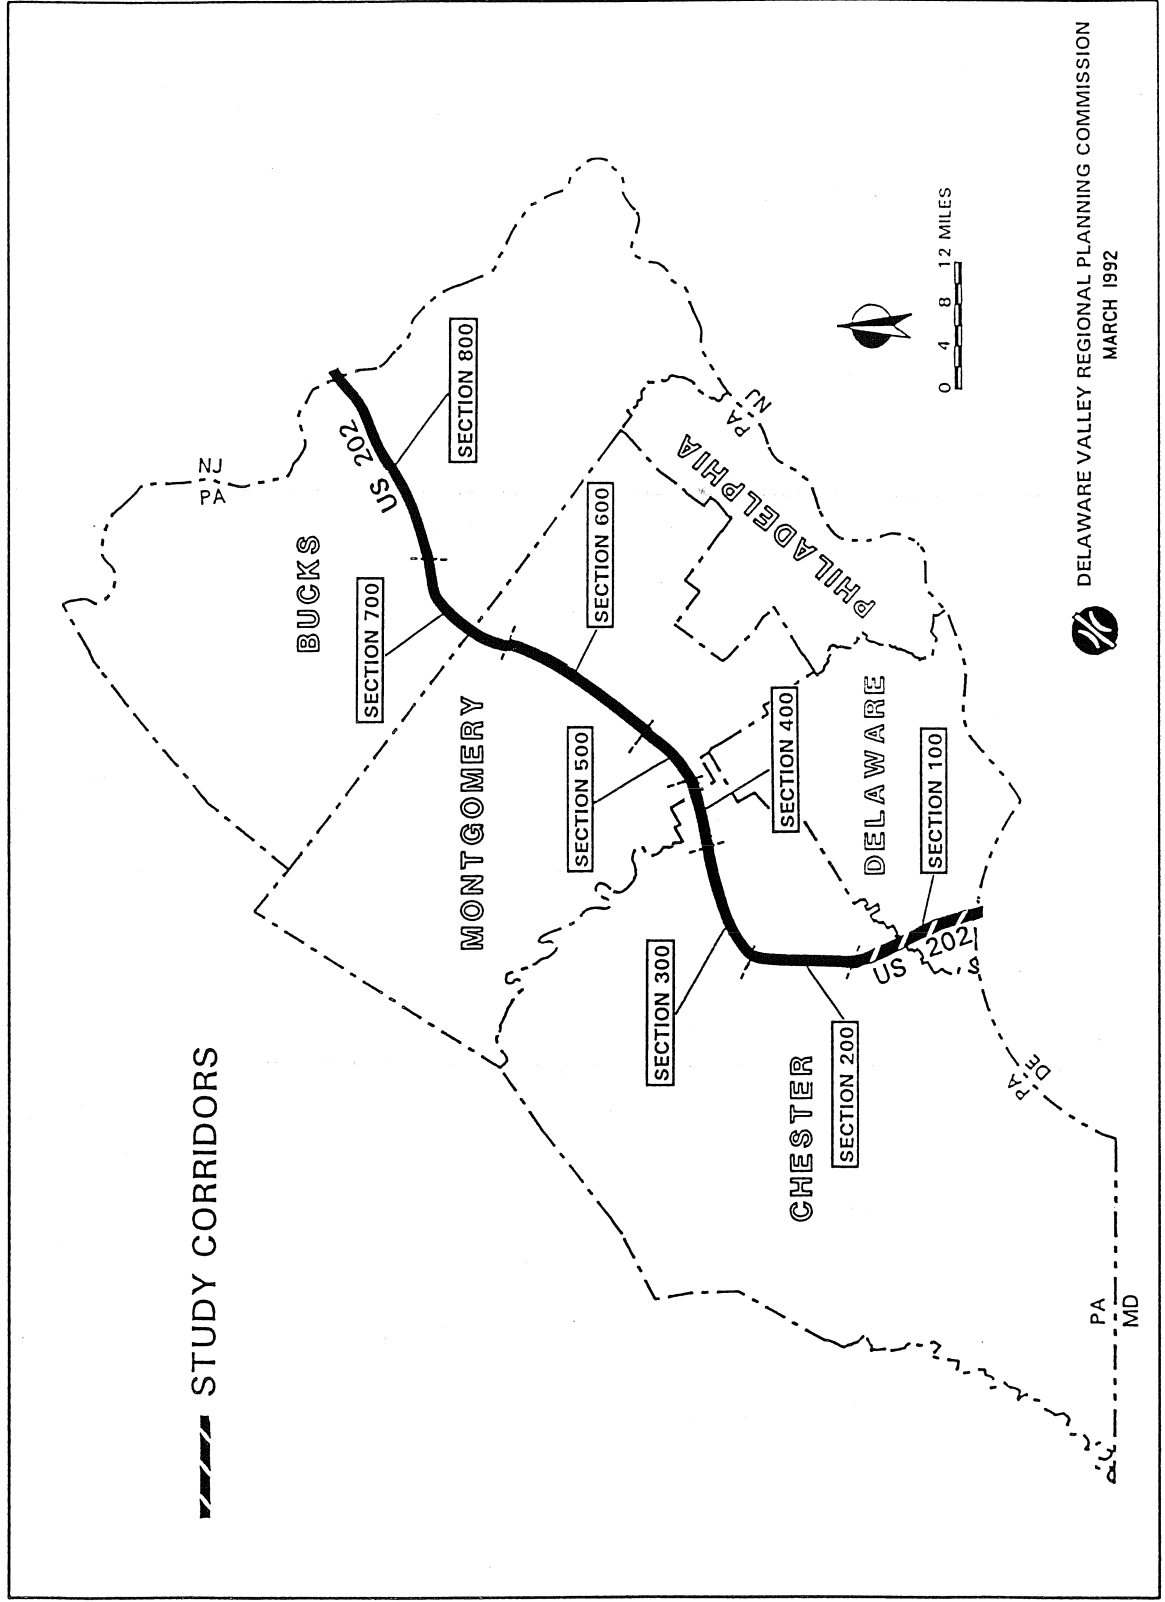 STUDY CORRIDORS
NJ
PA
BUCKS
US 202
SECTION 800
SECTION 700
SECTION 600
MONTGOMERY
SECTION 500
PHILADELPHIA
PA
NJ
SECTION 400
SECTION 300
DELAWARE
SECTION 100
CHESTER
SECTION 200
US 202
PA
DE
PA
MD
0 4 8 12 MILES
DELAWARE VALLEY REGIONAL PLANNING COMMISSION
MARCH 1992